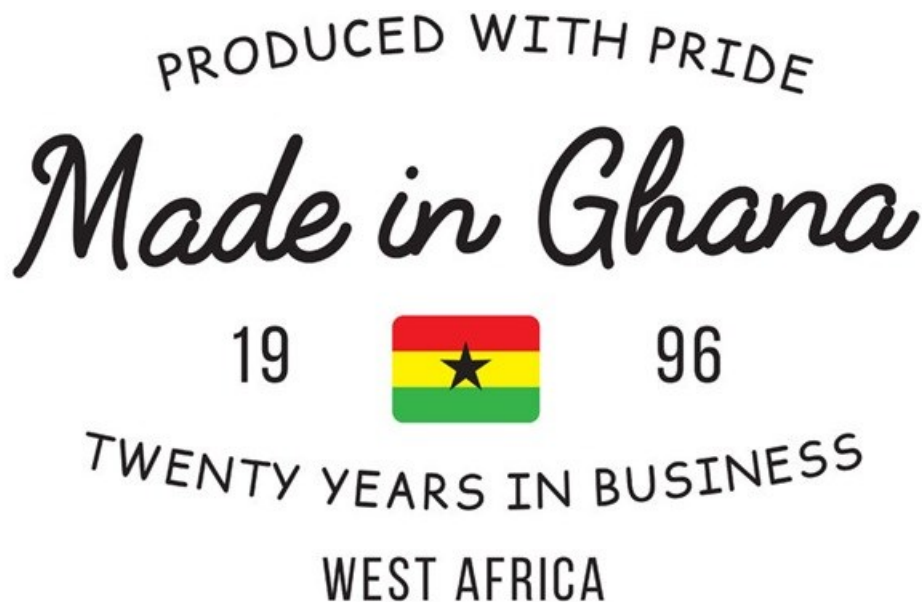 PRODUCED WITH PRIDE
Made in Ghana
19 96
TWENTY YEARS IN BUSINESS
WEST AFRICA